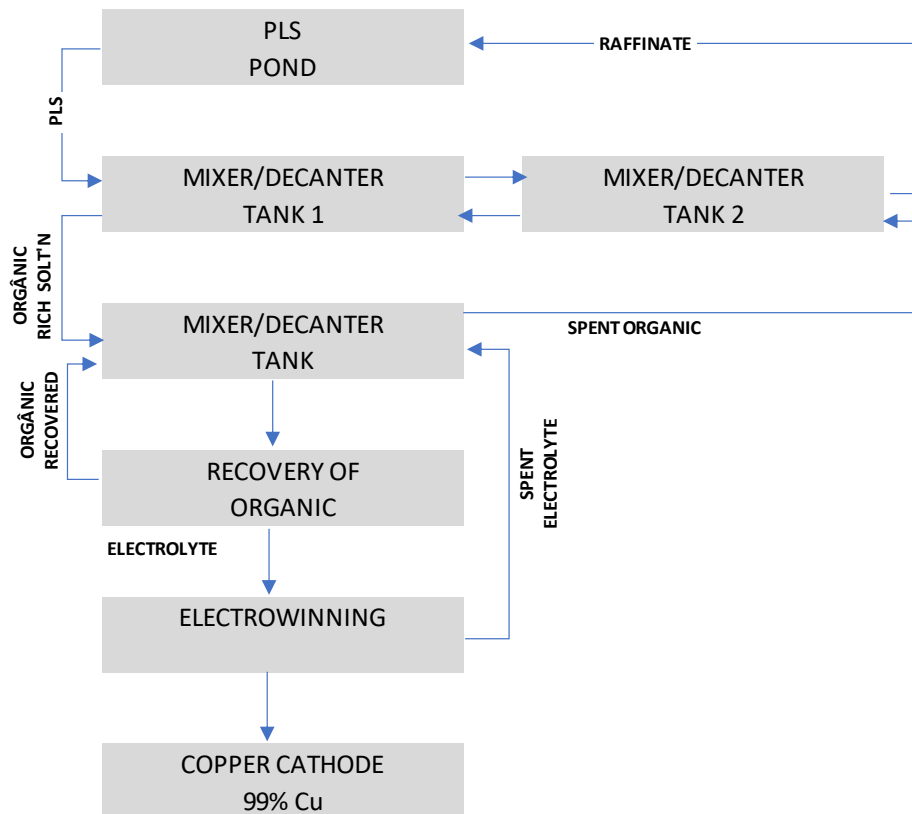 PLS
POND
RAFFINATE
PLS
MIXER/DECANTER
TANK 1
MIXER/DECANTER
TANK 2
ORGÂNIC
RICH SOLT'N
MIXER/DECANTER
TANK
SPENT ORGANIC
ORGÂNIC
RECOVERED
RECOVERY OF
ORGANIC
SPENT
ELECTROLYTE
ELECTROLYTE
ELECTROWINNING
COPPER CATHODE
99% Cu